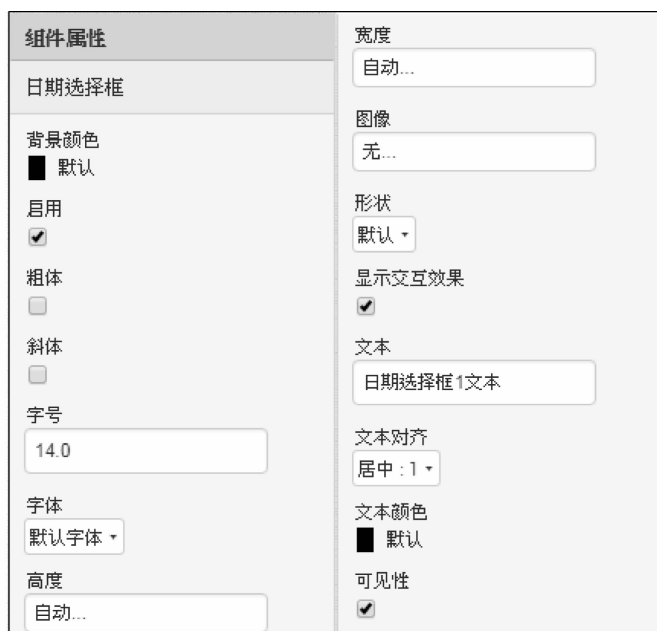 组件属性
日期选择框
背景颜色
默认
启用
粗体
斜体
字号
14.0
字体
默认字体
高度
自动...
宽度
自动...
图像
无...
形状
默认
显示交互效果
文本
日期选择框1文本
文本对齐
居中 : 1
文本颜色
默认
可见性